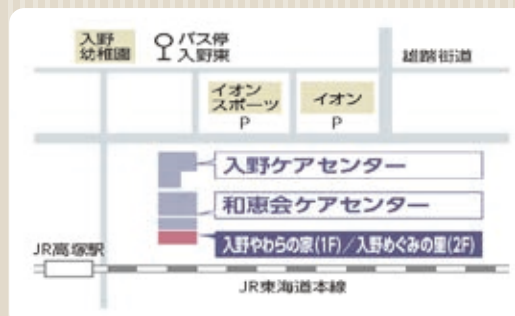 入野
幼稚園
バス停
入野東
雄踏街道
イオン
スポーツ
P
イオン
P
入野ケアセンター
和恵会ケアセンター
入野やわらの家(1F)／入野めぐみの里(2F)
JR高塚駅
JR東海道本線